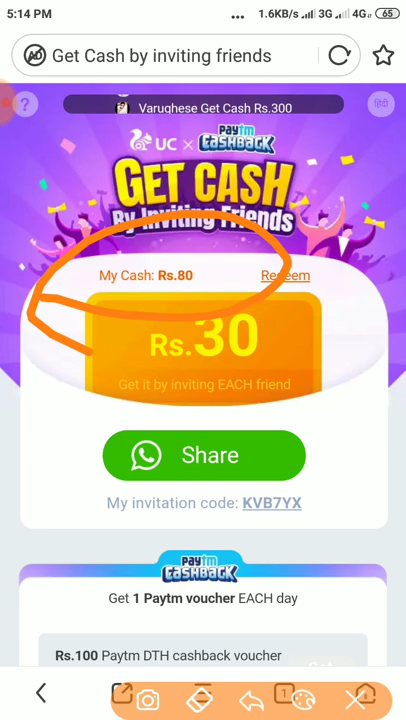 5:14 PM ... 1.6KB/s 3G 4G 65
AD Get Cash by inviting friends
? Varughese Get Cash Rs.300 हिंदी
UC × Paytm CASHBACK
GET CASH
By Inviting Friends
My Cash: Rs.80 Redeem
Rs.30
Get it by inviting EACH friend
Share
My invitation code: KVB7YX
Paytm
CASHBACK
Get 1 Paytm voucher EACH day
Rs.100 Paytm DTH cashback voucher
1